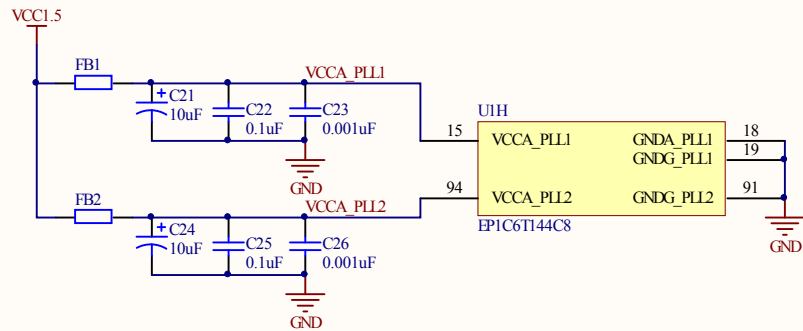 VCC1.5
FB1
VCCA_PLL1
+ C21
10uF
C22
0.1uF
C23
0.001uF
GND
U1H
15 VCCA_PLL1 GNDA_PLL1 18
GNDG_PLL1 19
94 VCCA_PLL2 GNDG_PLL2 91
EP1C6T144C8
GND
FB2
VCCA_PLL2
+ C24
10uF
C25
0.1uF
C26
0.001uF
GND